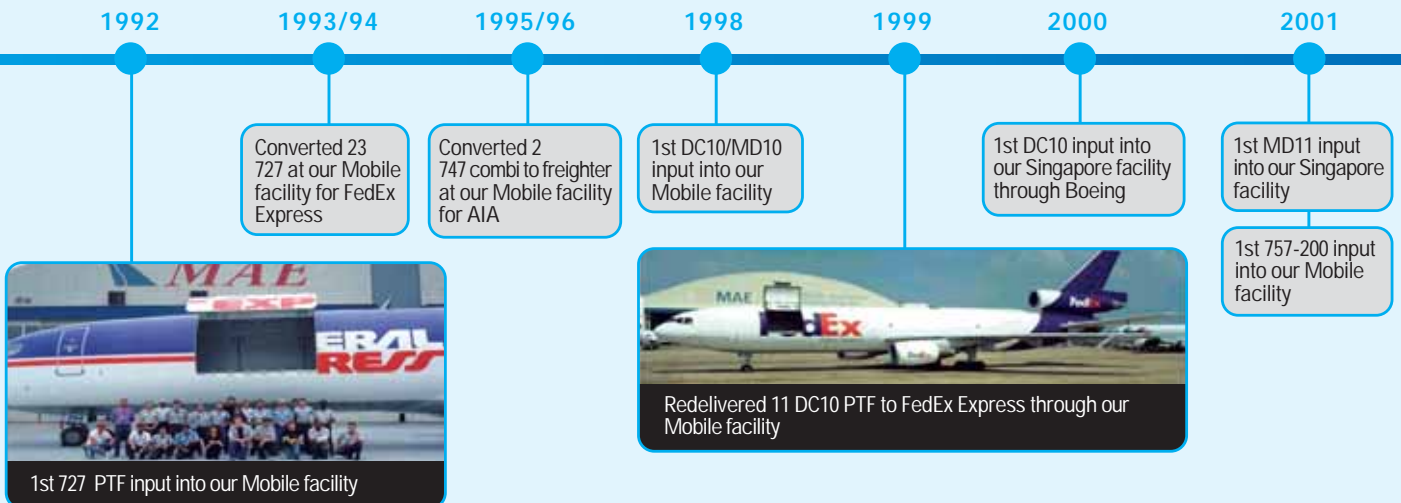 1992
1993/94
1995/96
1998
1999
2000
2001
Converted 23
727 at our Mobile
facility for FedEx
Express
Converted 2
747 combi to freighter
at our Mobile facility
for AIA
1st DC10/MD10
input into our
Mobile facility
1st DC10 input into
our Singapore facility
through Boeing
1st MD11 input
into our Singapore
facility
1st 757-200 input
into our Mobile
facility
MAE
EXP
ERAL
RESS
1st 727 PTF input into our Mobile facility
MAE
FedEx
FedEx
Redelivered 11 DC10 PTF to FedEx Express through our
Mobile facility